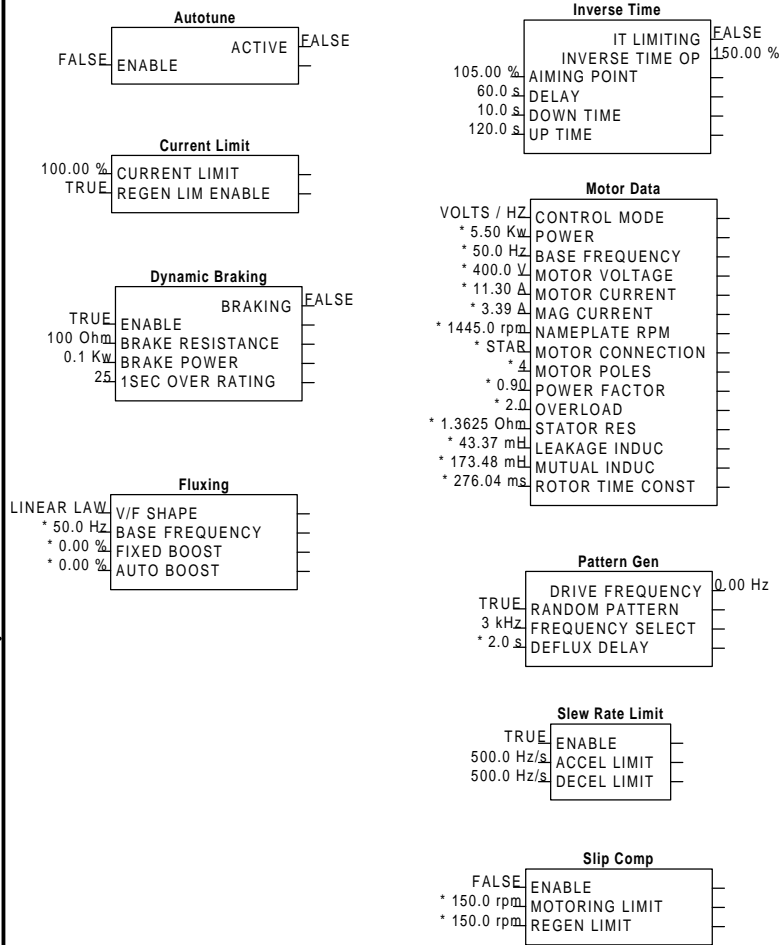 Autotune
ACTIVE FALSE
FALSE ENABLE
Current Limit
100.00 % CURRENT LIMIT
TRUE REGEN LIM ENABLE
Dynamic Braking
BRAKING FALSE
TRUE ENABLE
100 Ohm BRAKE RESISTANCE
0.1 Kw BRAKE POWER
25 1SEC OVER RATING
Fluxing
LINEAR LAW V/F SHAPE
* 50.0 Hz BASE FREQUENCY
* 0.00 % FIXED BOOST
* 0.00 % AUTO BOOST
Inverse Time
IT LIMITING FALSE
INVERSE TIME OP 150.00 %
105.00 % AIMING POINT
60.0 s DELAY
10.0 s DOWN TIME
120.0 s UP TIME
Motor Data
VOLTS / HZ CONTROL MODE
* 5.50 Kw POWER
* 50.0 Hz BASE FREQUENCY
* 400.0 V MOTOR VOLTAGE
* 11.30 A MOTOR CURRENT
* 3.39 A MAG CURRENT
* 1445.0 rpm NAMEPLATE RPM
* STAR MOTOR CONNECTION
* 4 MOTOR POLES
* 0.90 POWER FACTOR
* 2.0 OVERLOAD
* 1.3625 Ohm STATOR RES
* 43.37 mH LEAKAGE INDUC
* 173.48 mH MUTUAL INDUC
* 276.04 ms ROTOR TIME CONST
Pattern Gen
DRIVE FREQUENCY 0.00 Hz
TRUE RANDOM PATTERN
3 kHz FREQUENCY SELECT
* 2.0 s DEFLUX DELAY
Slew Rate Limit
TRUE ENABLE
500.0 Hz/s ACCEL LIMIT
500.0 Hz/s DECEL LIMIT
Slip Comp
FALSE ENABLE
* 150.0 rpm MOTORING LIMIT
* 150.0 rpm REGEN LIMIT